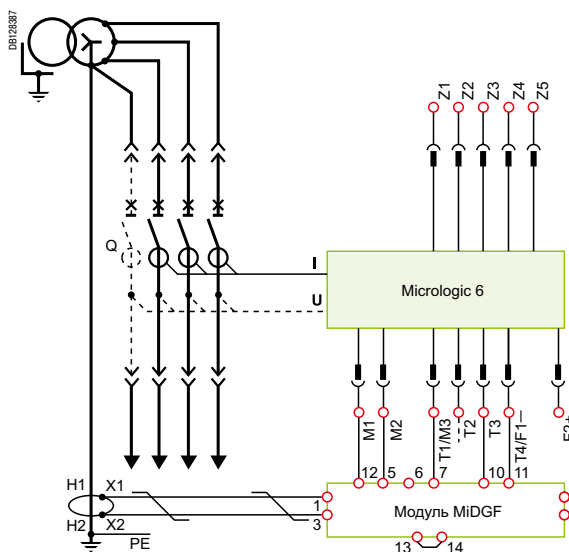 DB128387
Z1
Z2
Z3
Z4
Z5
Q
I
U
Micrologic 6
M1
M2
T1/M3
T2
T3
T4/F1–
12
5
6
7
10
11
H1
X1
H2
X2
PE
1
3
Модуль MiDGF
13
14